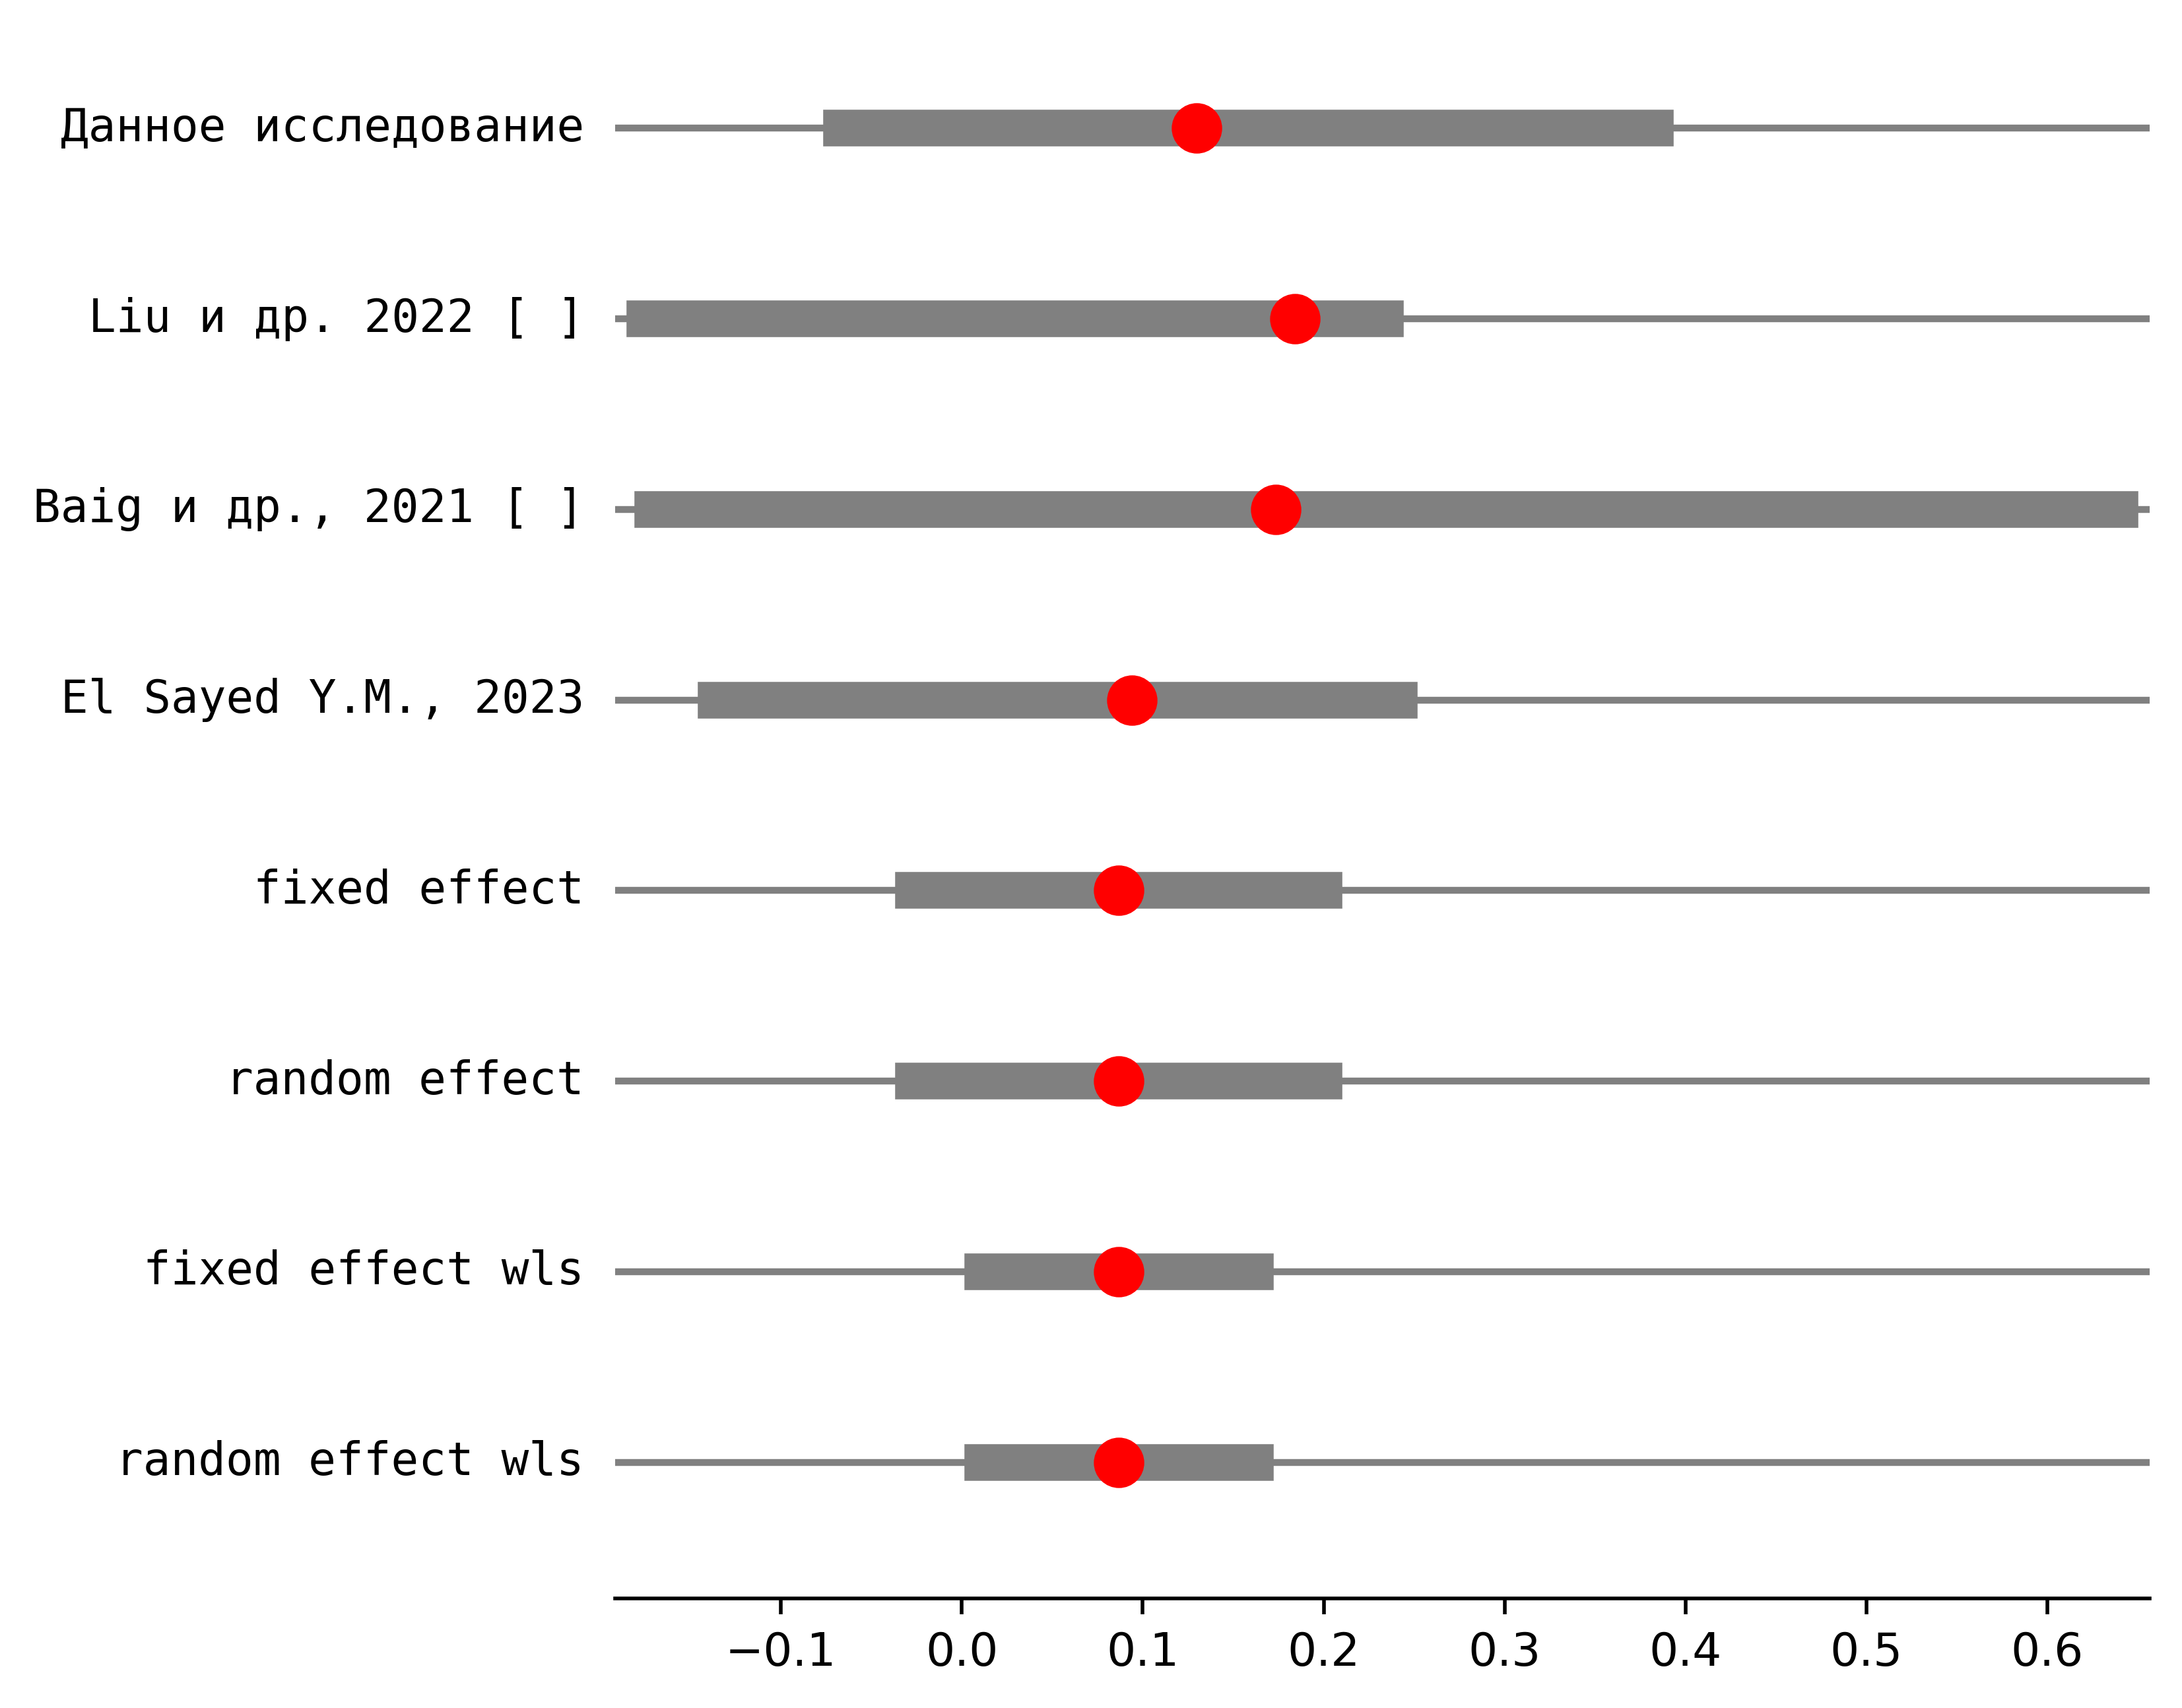 Данное исследование
Liu и др. 2022 [ ]
Baig и др., 2021 [ ]
El Sayed Y.M., 2023
fixed effect
random effect
fixed effect wls
random effect wls
−0.1 0.0 0.1 0.2 0.3 0.4 0.5 0.6